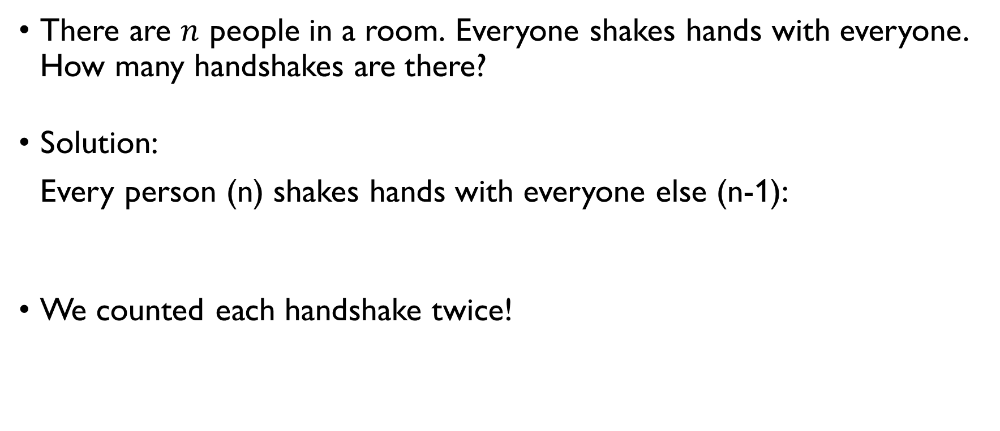 • There are 𝑛 people in a room. Everyone shakes hands with everyone.
How many handshakes are there?
• Solution:
Every person (n) shakes hands with everyone else (n-1):
• We counted each handshake twice!